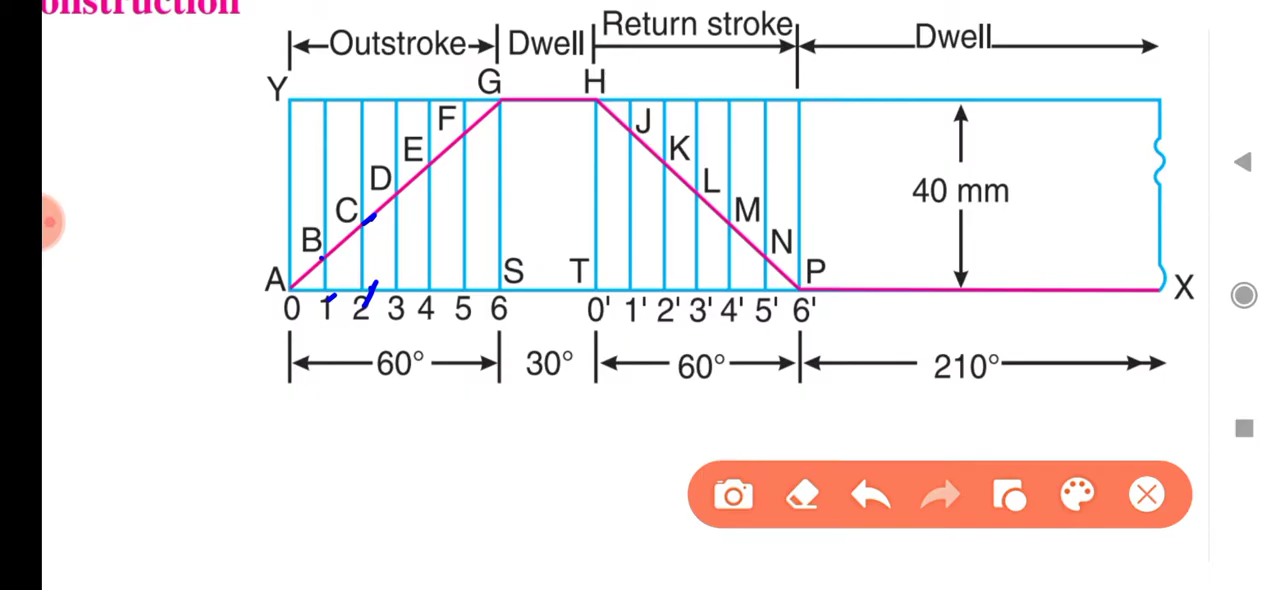 onstruction
Outstroke Dwell Return stroke Dwell
Y G H
F J
E K
D L 40 mm
C M
B N
A S T P X
0 1 2 3 4 5 6 0' 1' 2' 3' 4' 5' 6'
60° 30° 60° 210°